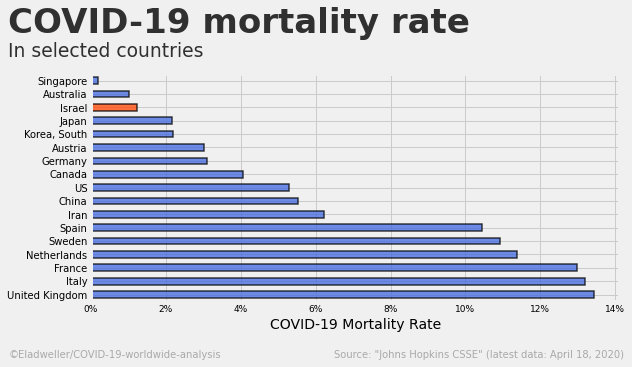 COVID-19 mortality rate
In selected countries
Singapore
Australia
Israel
Japan
Korea, South
Austria
Germany
Canada
US
China
Iran
Spain
Sweden
Netherlands
France
Italy
United Kingdom
0% 2% 4% 6% 8% 10% 12% 14%
COVID-19 Mortality Rate
©Eladweller/COVID-19-worldwide-analysis Source: "Johns Hopkins CSSE" (latest data: April 18, 2020)